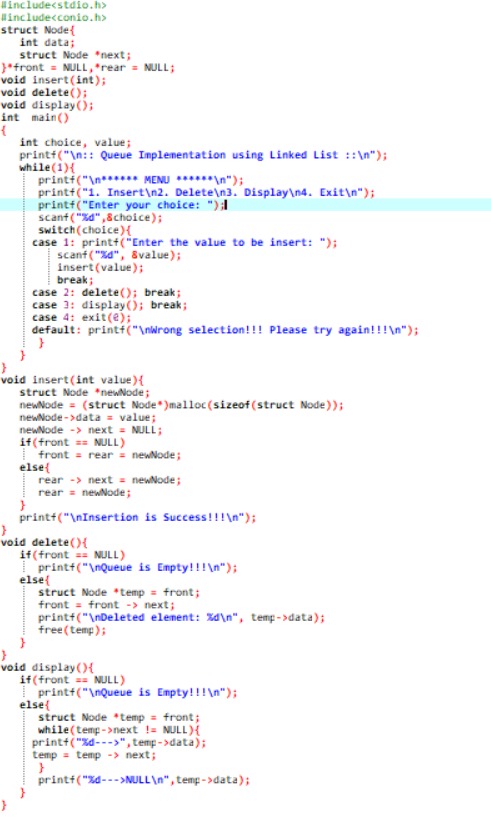 #include<stdio.h>
#include<conio.h>
struct Node{
int data;
struct Node *next;
}*front = NULL,*rear = NULL;
void insert(int);
void delete();
void display();
int main()
{
int choice, value;
printf("\n:: Queue Implementation using Linked List ::\n");
while(1){
printf("\n****** MENU ******\n");
printf("1. Insert\n2. Delete\n3. Display\n4. Exit\n");
printf("Enter your choice: ");
scanf("%d",&choice);
switch(choice){
case 1: printf("Enter the value to be insert: ");
scanf("%d", &value);
insert(value);
break;
case 2: delete(); break;
case 3: display(); break;
case 4: exit(0);
default: printf("\nWrong selection!!! Please try again!!!\n");
}
}
}
void insert(int value){
struct Node *newNode;
newNode = (struct Node*)malloc(sizeof(struct Node));
newNode->data = value;
newNode -> next = NULL;
if(front == NULL)
front = rear = newNode;
else{
rear -> next = newNode;
rear = newNode;
}
printf("\nInsertion is Success!!!\n");
}
void delete(){
if(front == NULL)
printf("\nQueue is Empty!!!\n");
else{
struct Node *temp = front;
front = front -> next;
printf("\nDeleted element: %d\n", temp->data);
free(temp);
}
}
void display(){
if(front == NULL)
printf("\nQueue is Empty!!!\n");
else{
struct Node *temp = front;
while(temp->next != NULL){
printf("%d--->",temp->data);
temp = temp -> next;
}
printf("%d--->NULL\n",temp->data);
}
}